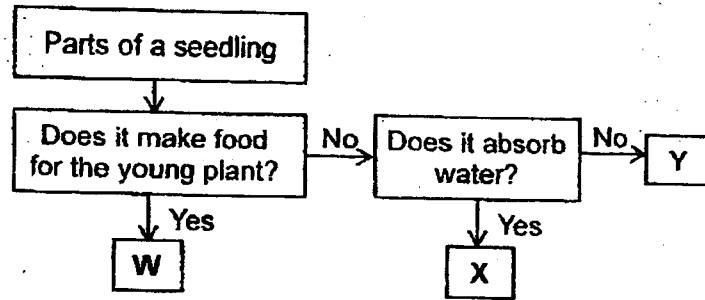 Parts of a seedling
Does it make food
for the young plant?
No
Does it absorb
water?
No
Y
Yes
W
Yes
X